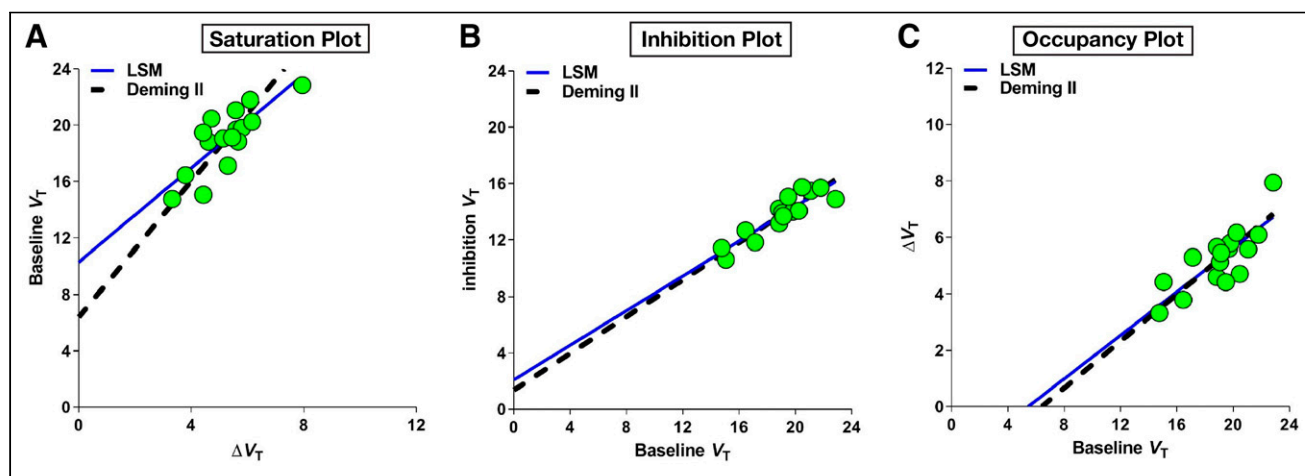 A
Saturation Plot
LSM
Deming II
24
20
16
12
8
4
0
Baseline VT
0 4 8 12
ΔVT
B
Inhibition Plot
LSM
Deming II
24
20
16
12
8
4
0
inhibition VT
0 4 8 12 16 20 24
Baseline VT
C
Occupancy Plot
LSM
Deming II
12
10
8
6
4
2
0
ΔVT
0 4 8 12 16 20 24
Baseline VT